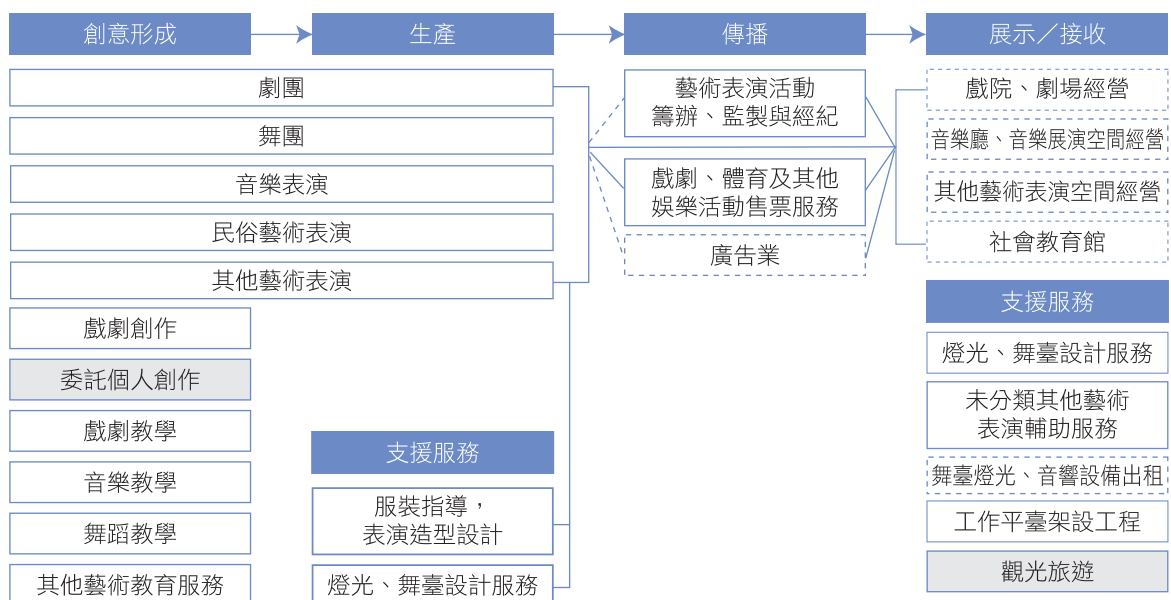 創意形成
生產
傳播
展示／接收
劇團
舞團
音樂表演
民俗藝術表演
其他藝術表演
戲劇創作
委託個人創作
戲劇教學
音樂教學
舞蹈教學
其他藝術教育服務
支援服務
服裝指導，
表演造型設計
燈光、舞臺設計服務
藝術表演活動
籌辦、監製與經紀
戲劇、體育及其他
娛樂活動售票服務
廣告業
戲院、劇場經營
音樂廳、音樂展演空間經營
其他藝術表演空間經營
社會教育館
支援服務
燈光、舞臺設計服務
未分類其他藝術
表演輔助服務
舞臺燈光、音響設備出租
工作平臺架設工程
觀光旅遊